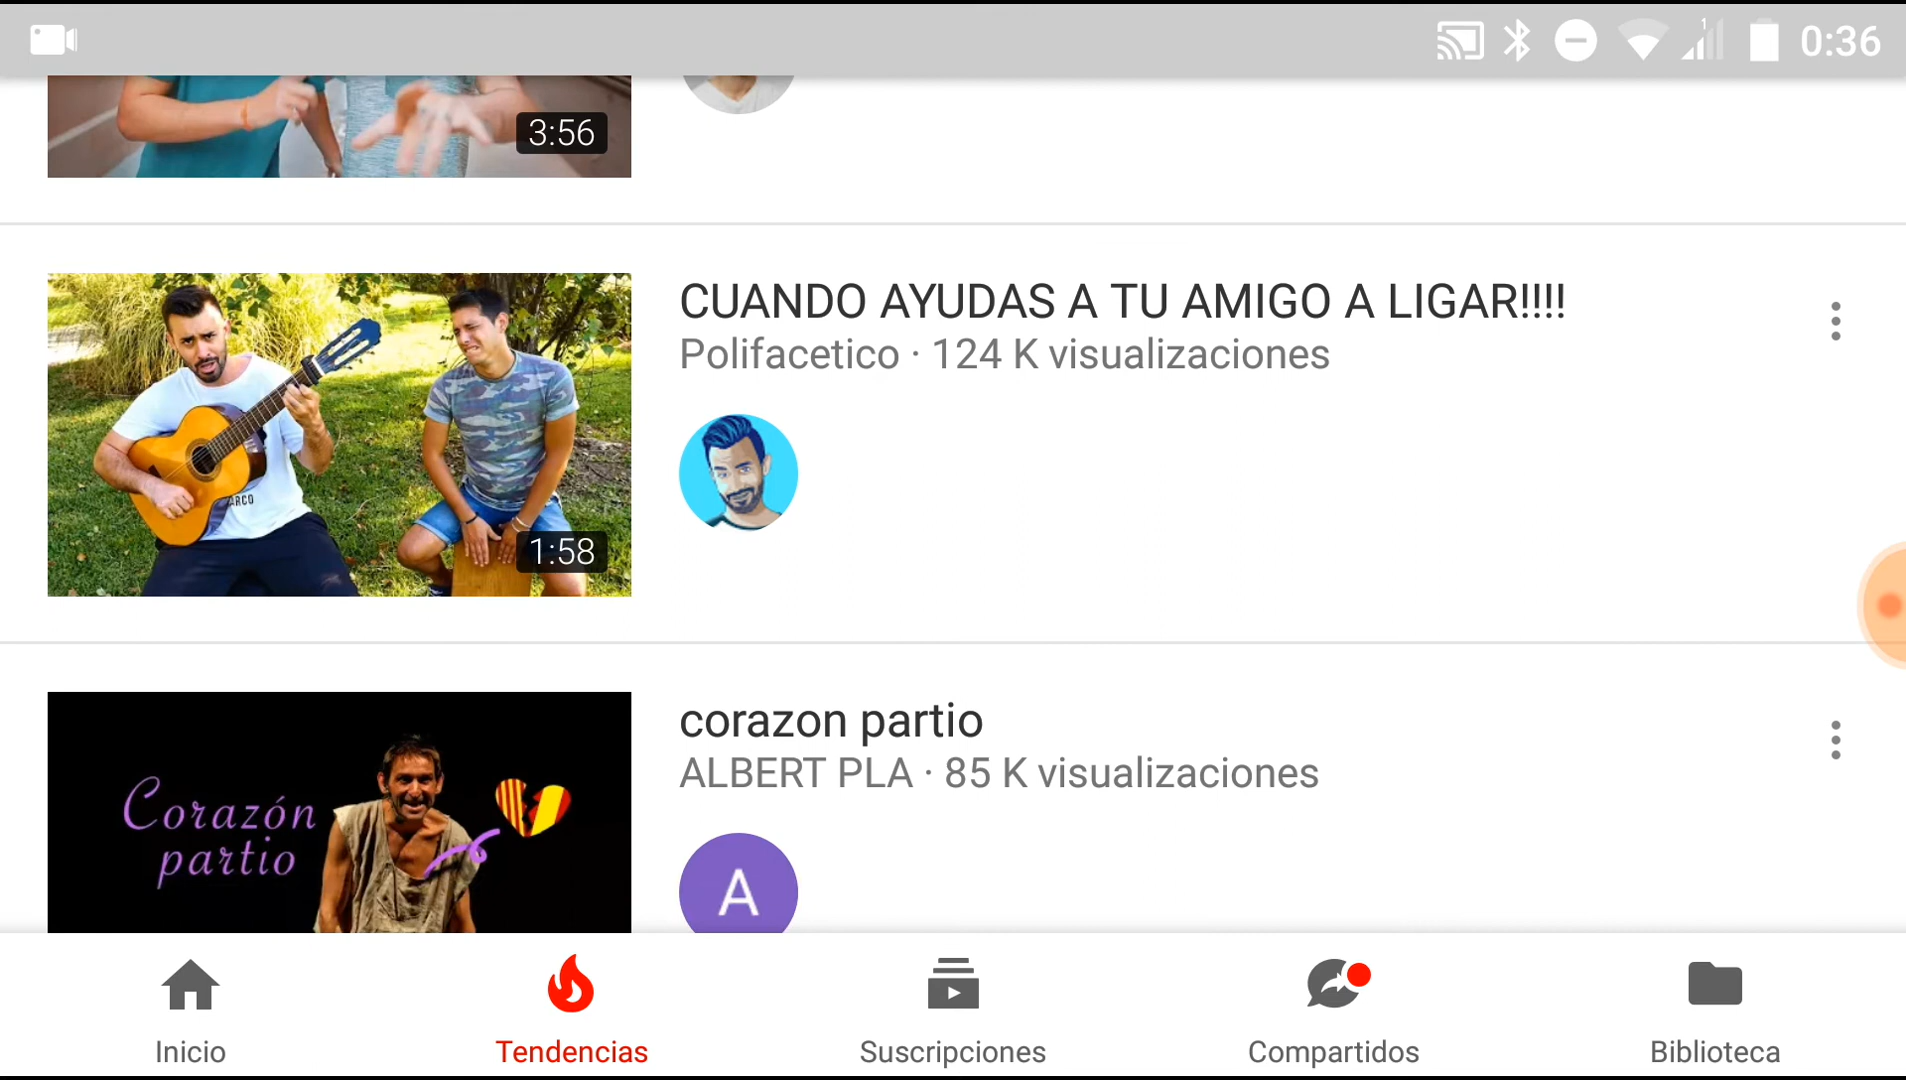 0:36
3:56
CUANDO AYUDAS A TU AMIGO A LIGAR!!!!
Polifacetico · 124 K visualizaciones
ARCO
1:58
corazon partio
ALBERT PLA · 85 K visualizaciones
Corazón
partio
A
Inicio
Tendencias
Suscripciones
Compartidos
Biblioteca